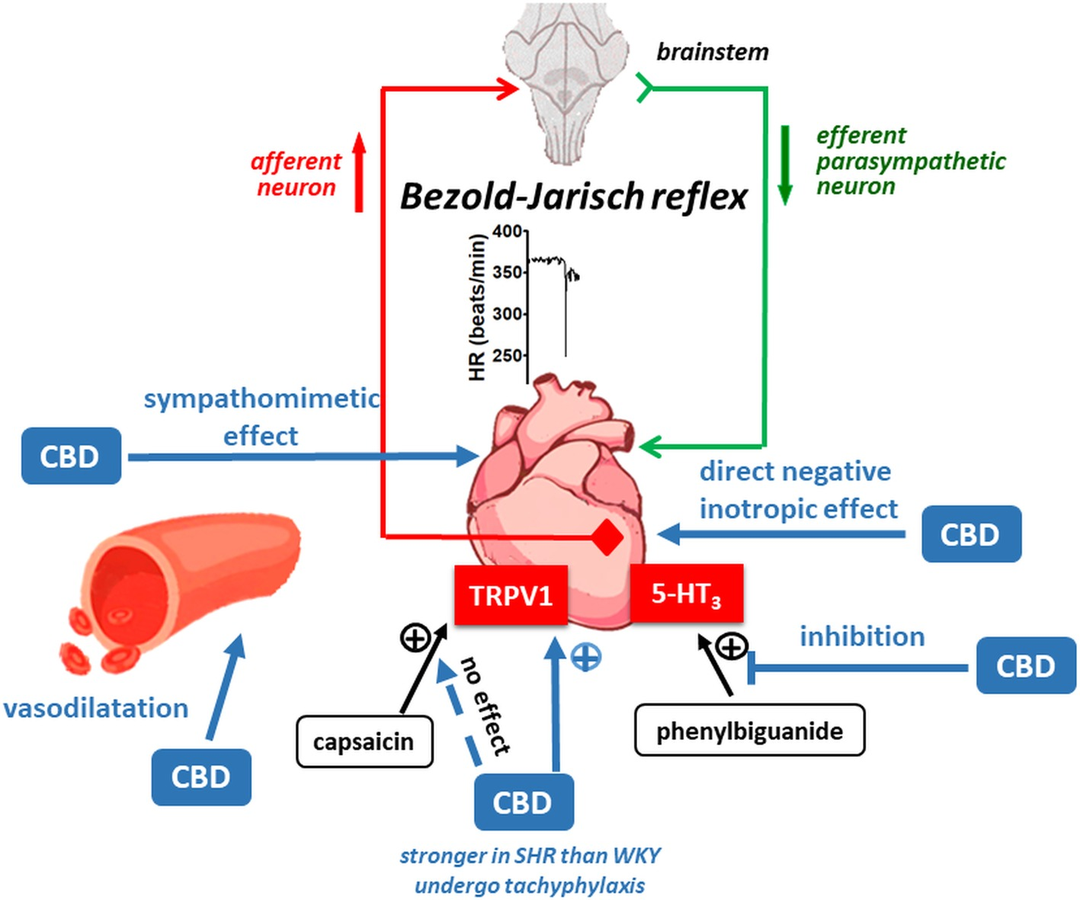 brainstem
afferent
neuron
efferent
parasympathetic
neuron
Bezold-Jarisch reflex
HR (beats/min)
400
350
300
250
sympathomimetic
effect
CBD
direct negative
inotropic effect
CBD
TRPV1
5-HT3
inhibition
CBD
vasodilatation
CBD
capsaicin
no effect
phenylbiguanide
CBD
stronger in SHR than WKY
undergo tachyphylaxis